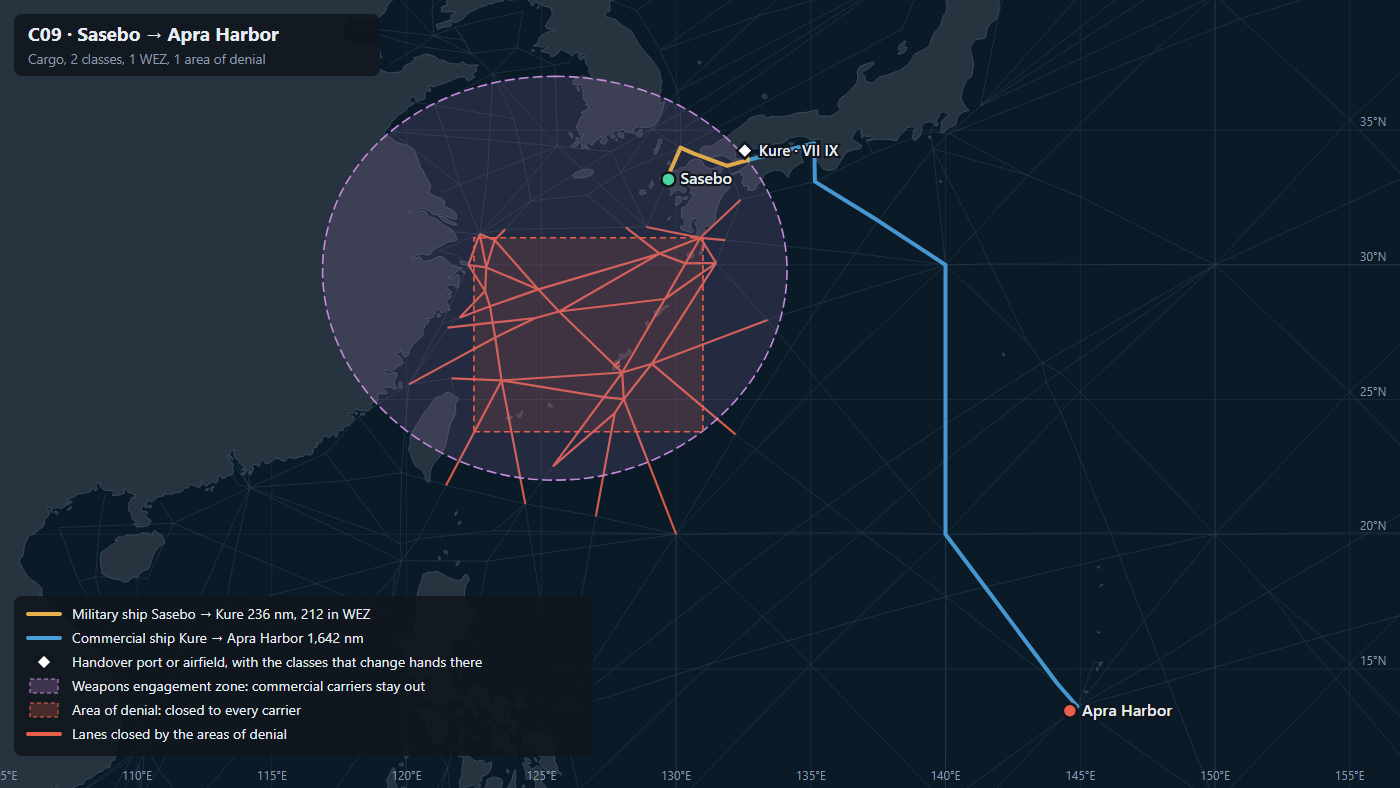 C09 · Sasebo → Apra Harbor
Cargo, 2 classes, 1 WEZ, 1 area of denial
35°N
Kure · VII IX
Sasebo
30°N
25°N
20°N
Military ship Sasebo → Kure 236 nm, 212 in WEZ
Commercial ship Kure → Apra Harbor 1,642 nm
Handover port or airfield, with the classes that change hands there
15°N
Weapons engagement zone: commercial carriers stay out
Area of denial: closed to every carrier
Apra Harbor
Lanes closed by the areas of denial
5°E 110°E 115°E 120°E 125°E 130°E 135°E 140°E 145°E 150°E 155°E